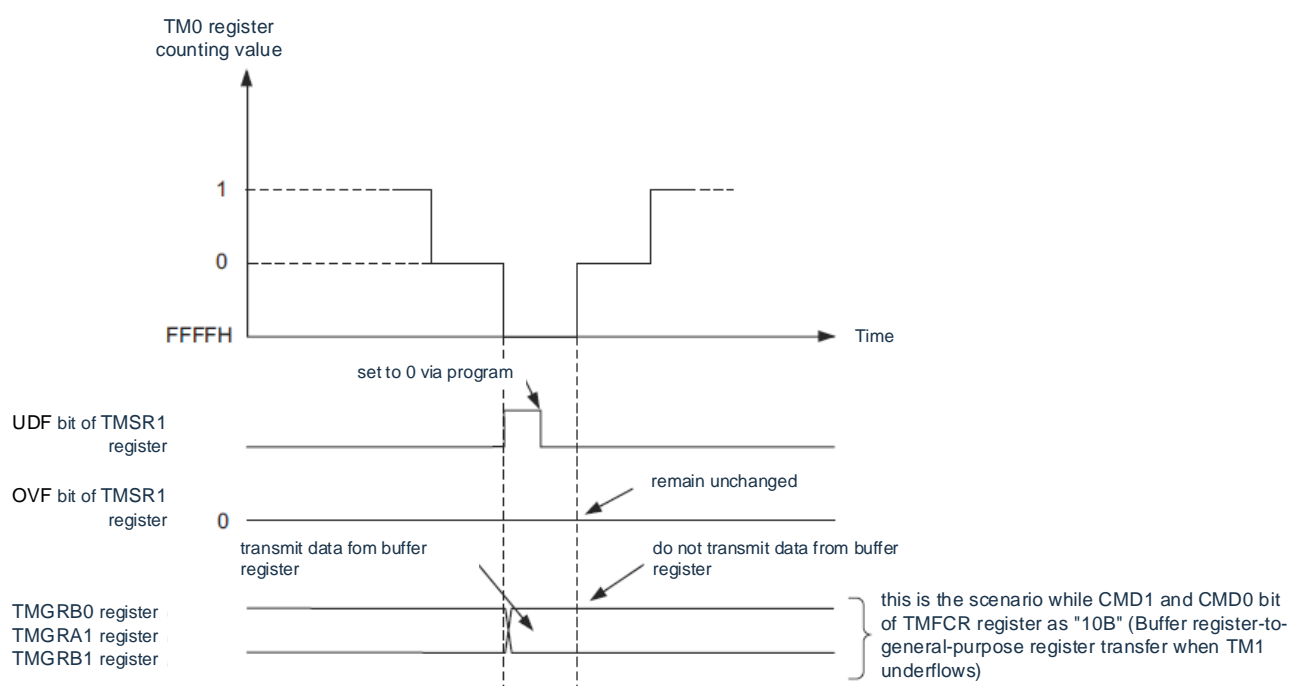 TM0 register
counting value
1
0
FFFFH
Time
set to 0 via program
UDF bit of TMSR1
register
OVF bit of TMSR1
register
0
remain unchanged
transmit data fom buffer
register
do not transmit data from buffer
register
TMGRB0 register
TMGRA1 register
TMGRB1 register
this is the scenario while CMD1 and CMD0 bit
of TMFCR register as "10B" (Buffer register-to-
general-purpose register transfer when TM1
underflows)